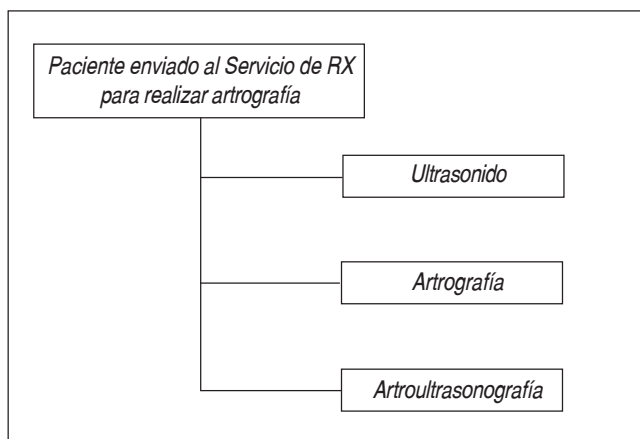 Paciente enviado al Servicio de RX
para realizar artrografía
Ultrasonido
Artrografía
Artroultrasonografía